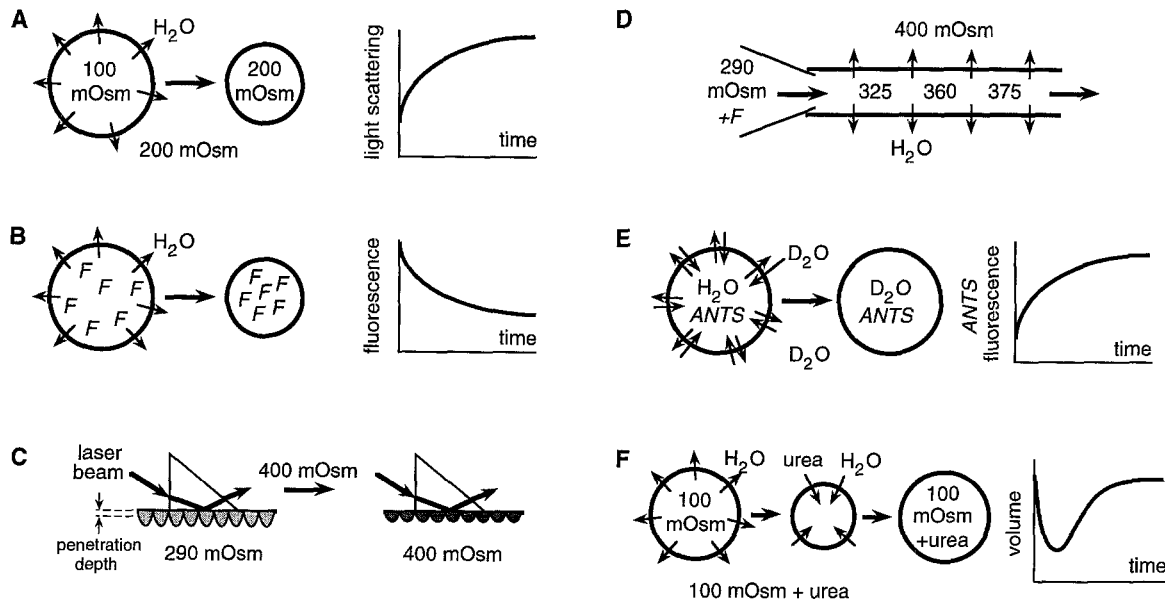 A
H2O
100
mOsm
200
mOsm
200 mOsm
light scattering
time
B
H2O
F
F F
F F
F
F F
F F
F F
fluorescence
time
C
laser
beam
400 mOsm
penetration
depth
290 mOsm
400 mOsm
D
400 mOsm
290
mOsm
+F
325 360 375
H2O
E
D2O
H2O
ANTS
D2O
D2O
ANTS
ANTS
fluorescence
time
F
H2O
100
mOsm
urea H2O
100
mOsm
+urea
100 mOsm + urea
volume
time